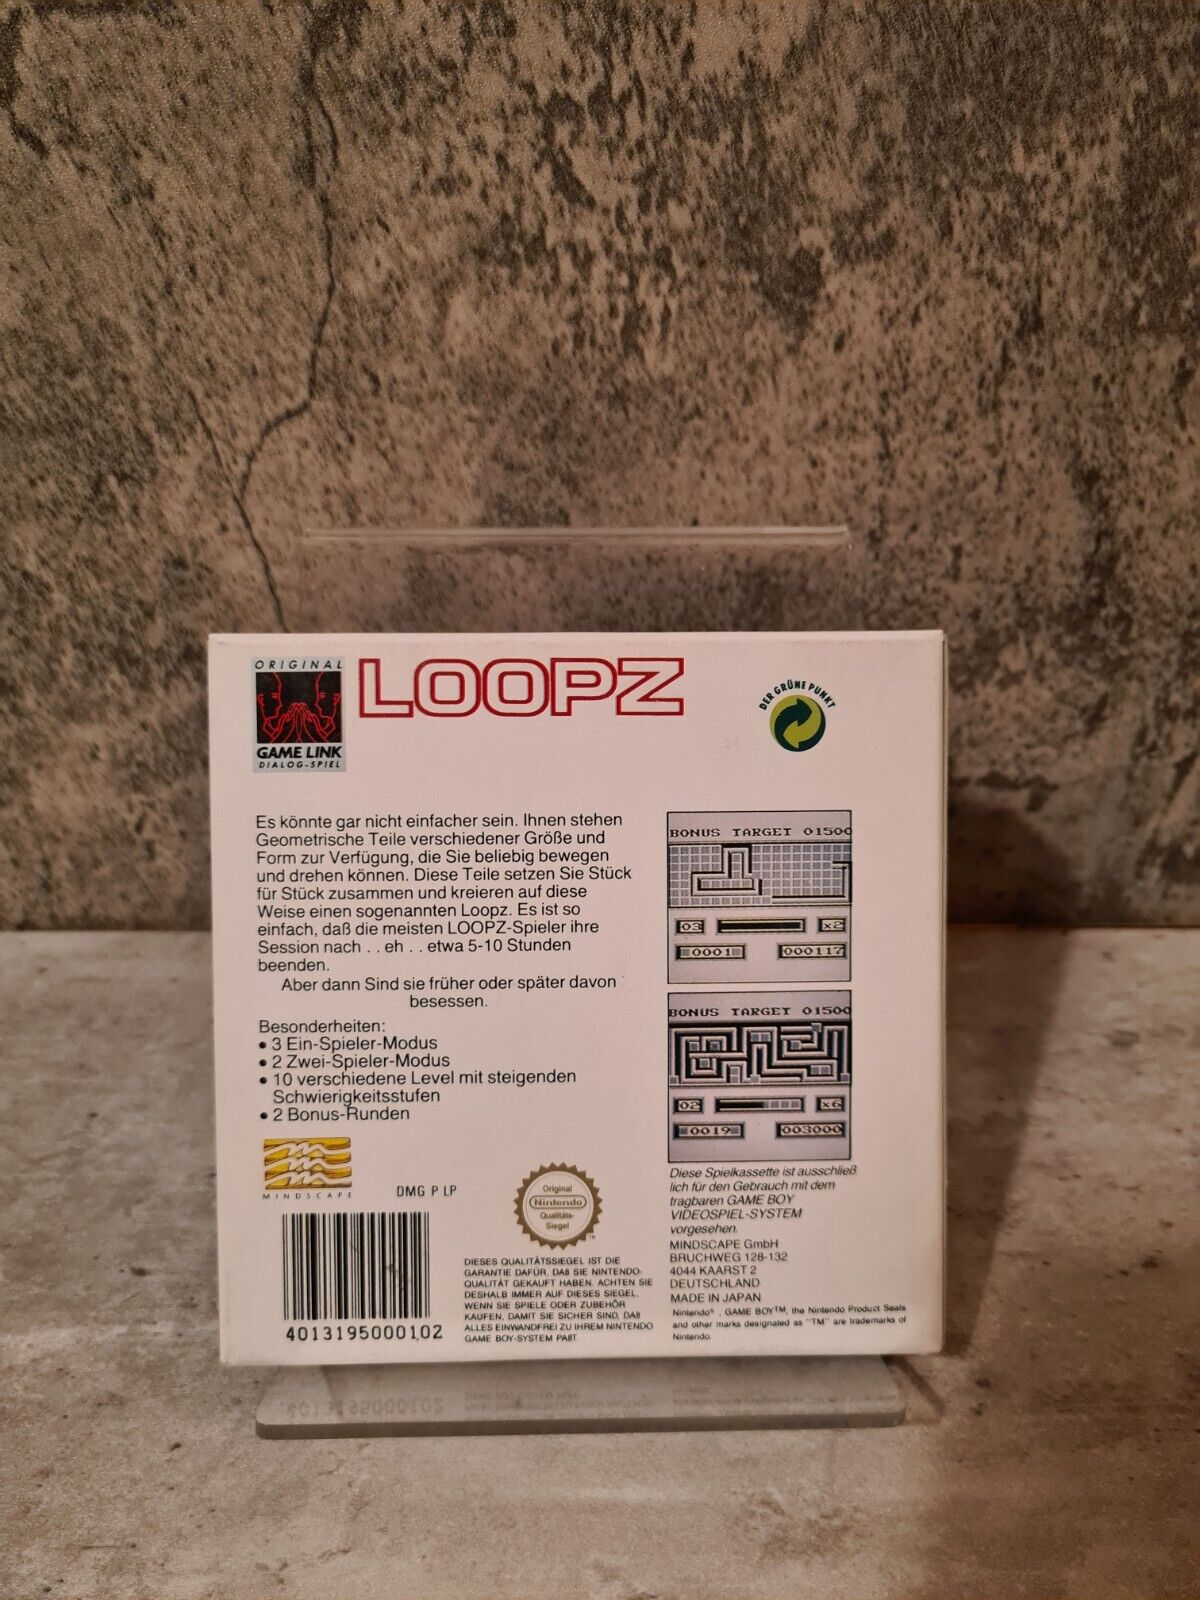 ORIGINAL
GAME LINK
DIALOG-SPIEL
LOOPZ
DER GRÜNE PUNKT
Es könnte gar nicht einfacher sein. Ihnen stehen
Geometrische Teile verschiedener Größe und
Form zur Verfügung, die Sie beliebig bewegen
und drehen können. Diese Teile setzen Sie Stück
für Stück zusammen und kreieren auf diese
Weise einen sogenannten Loopz. Es ist so
einfach, daß die meisten LOOPZ-Spieler ihre
Session nach . . eh . . etwa 5-10 Stunden
beenden.
Aber dann Sind sie früher oder später davon
besessen.
Besonderheiten:
• 3 Ein-Spieler-Modus
• 2 Zwei-Spieler-Modus
• 10 verschiedene Level mit steigenden
Schwierigkeitsstufen
• 2 Bonus-Runden
BONUS TARGET 01500
03 x2
0001 000117
BONUS TARGET 01500
02 x6
0019 003000
MINDSCAPE
DMG P LP
4013195000102
Original
Nintendo
Qualitäts-
Siegel
TM
DIESES QUALITÄTSSIEGEL IST DIE
GARANTIE DAFÜR, DAß SIE NINTENDO-
QUALITÄT GEKAUFT HABEN. ACHTEN SIE
DESHALB IMMER AUF DIESES SIEGEL,
WENN SIE SPIELE ODER ZUBEHÖR
KAUFEN, DAMIT SIE SICHER SIND, DAß
ALLES EINWANDFREI ZU IHREM NINTENDO
GAME BOY-SYSTEM PAßT.
Diese Spielkassette ist ausschließ
lich für den Gebrauch mit dem
tragbaren GAME BOY
VIDEOSPIEL-SYSTEM
vorgesehen.
MINDSCAPE GmbH
BRUCHWEG 128-132
4044 KAARST 2
DEUTSCHLAND
MADE IN JAPAN
Nintendo®, GAME BOY™, the Nintendo Product Seals
and other marks designated as "TM" are trademarks of
Nintendo.